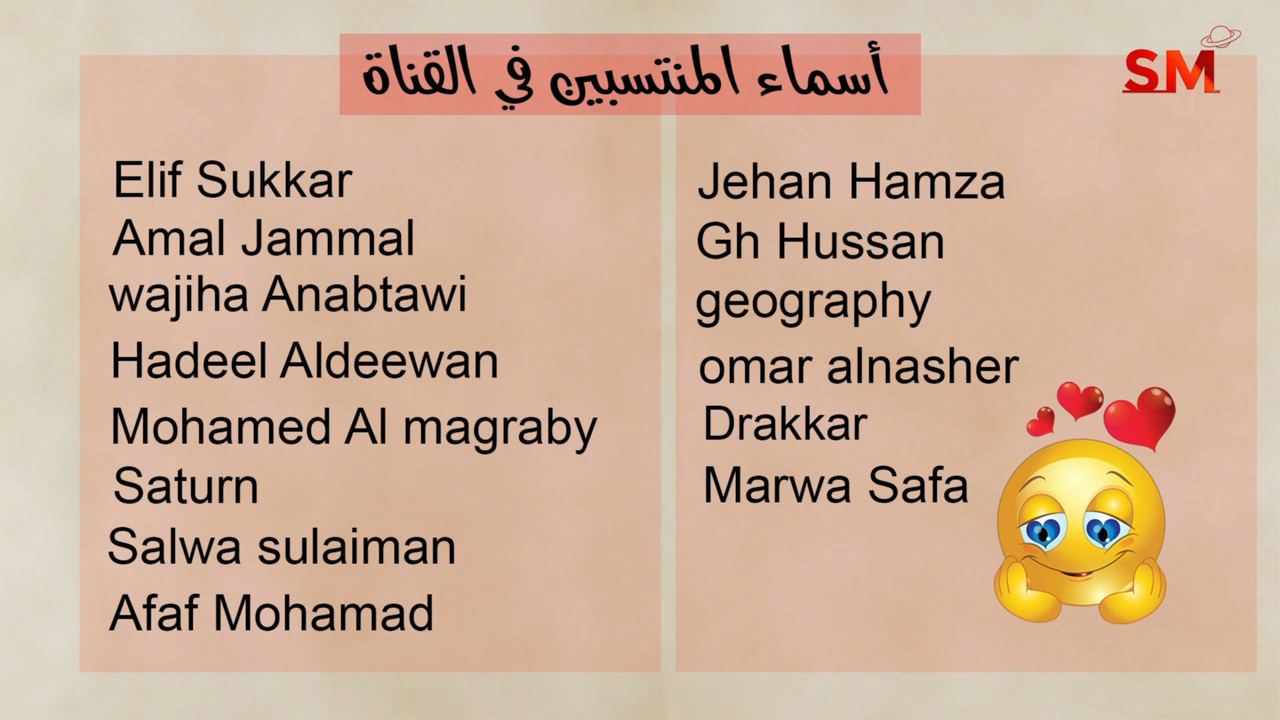 أسماء المنتسبين في القناة
SM
Elif Sukkar
Amal Jammal
wajiha Anabtawi
Hadeel Aldeewan
Mohamed Al magraby
Saturn
Salwa sulaiman
Afaf Mohamad
Jehan Hamza
Gh Hussan
geography
omar alnasher
Drakkar
Marwa Safa